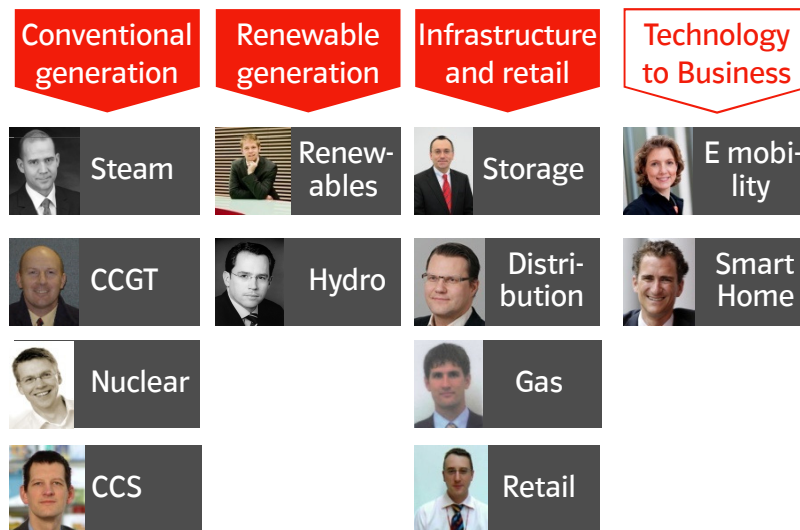 Conventional
generation
Renewable
generation
Infrastructure
and retail
Technology
to Business
Steam
Renew-
ables
Storage
E mobi-
lity
CCGT
Hydro
Distri-
bution
Smart
Home
Nuclear
Gas
CCS
Retail